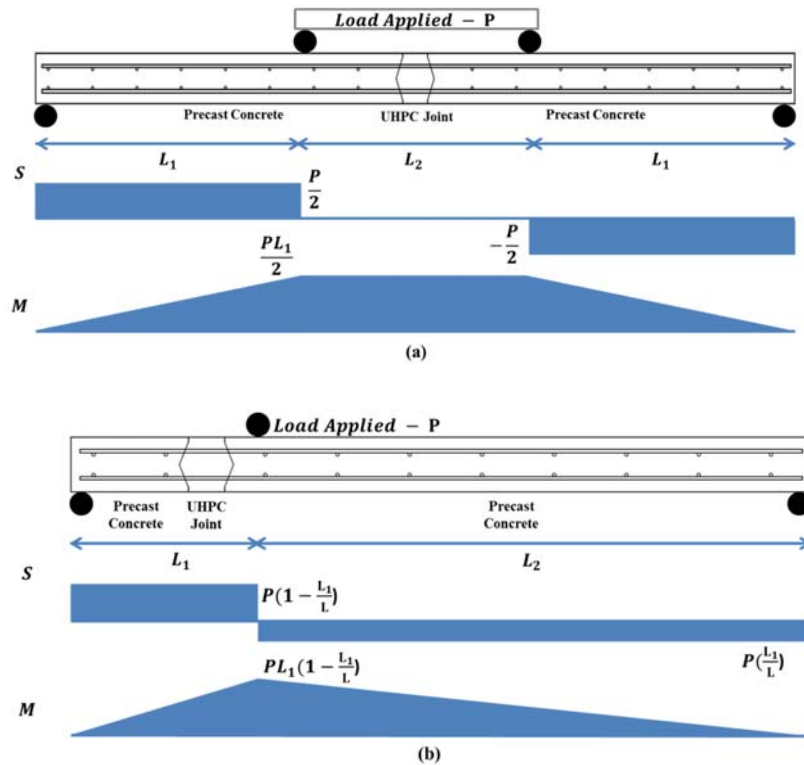 Load Applied – P
Precast Concrete
UHPC Joint
Precast Concrete
L₁
L₂
L₁
S
P/2
PL₁/2
−P/2
M
(a)
Load Applied – P
Precast
Concrete
UHPC
Joint
Precast
Concrete
L₁
L₂
S
P(1−L₁/L)
P(L₁/L)
PL₁(1−L₁/L)
M
(b)